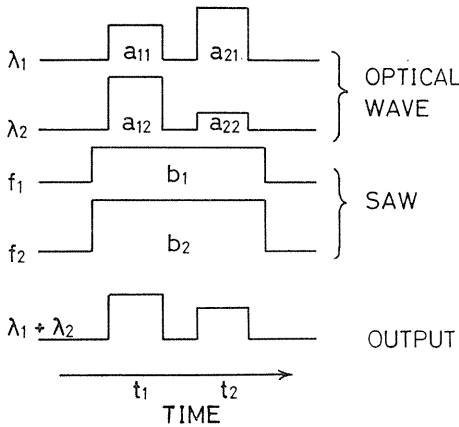 λ₁ a₁₁ a₂₁
OPTICAL
WAVE
λ₂ a₁₂ a₂₂
f₁ b₁
SAW
f₂ b₂
λ₁ + λ₂ OUTPUT
t₁ t₂
TIME